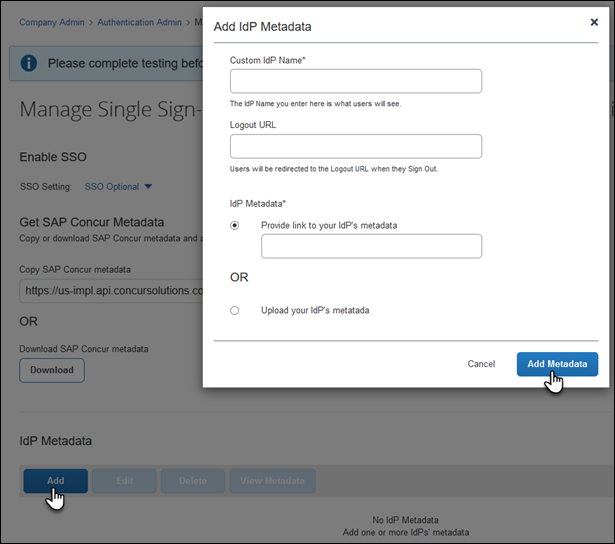 Company Admin › Authentication Admin › M
Please complete testing befo
Manage Single Sign-
Enable SSO
SSO Setting: SSO Optional
Get SAP Concur Metadata
Copy or download SAP Concur metadata and a
Copy SAP Concur metadata
https://us-impl.api.concursolutions.co
OR
Download SAP Concur metadata
Download
IdP Metadata
Add Edit Delete View Metadata
No IdP Metadata
Add one or more IdPs' metadata
Add IdP Metadata
Custom IdP Name*
The IdP Name you enter here is what users will see.
Logout URL
Users will be redirected to the Logout URL when they Sign Out.
IdP Metadata*
Provide link to your IdP's metadata
OR
Upload your IdP's metatada
Cancel Add Metadata